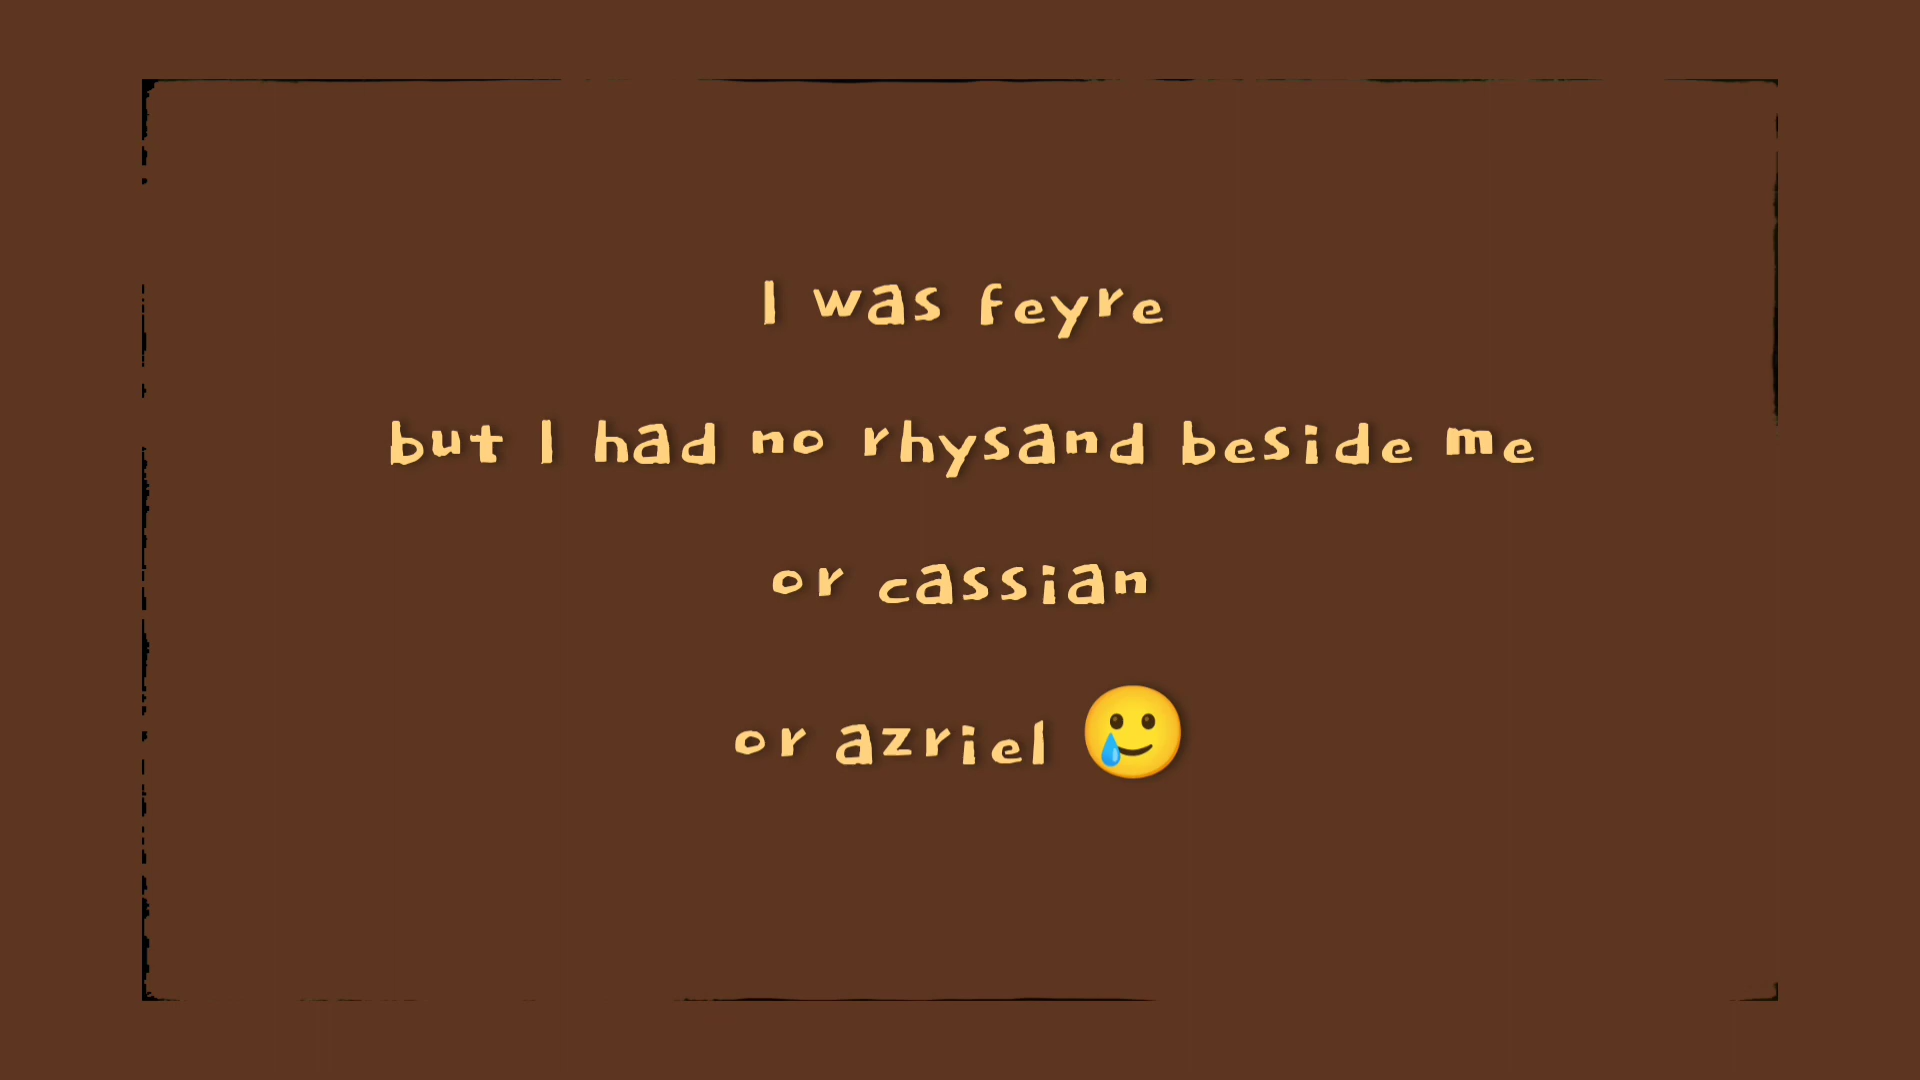 I was feyre
but I had no rhysand beside me
or cassian
or azriel 🥲